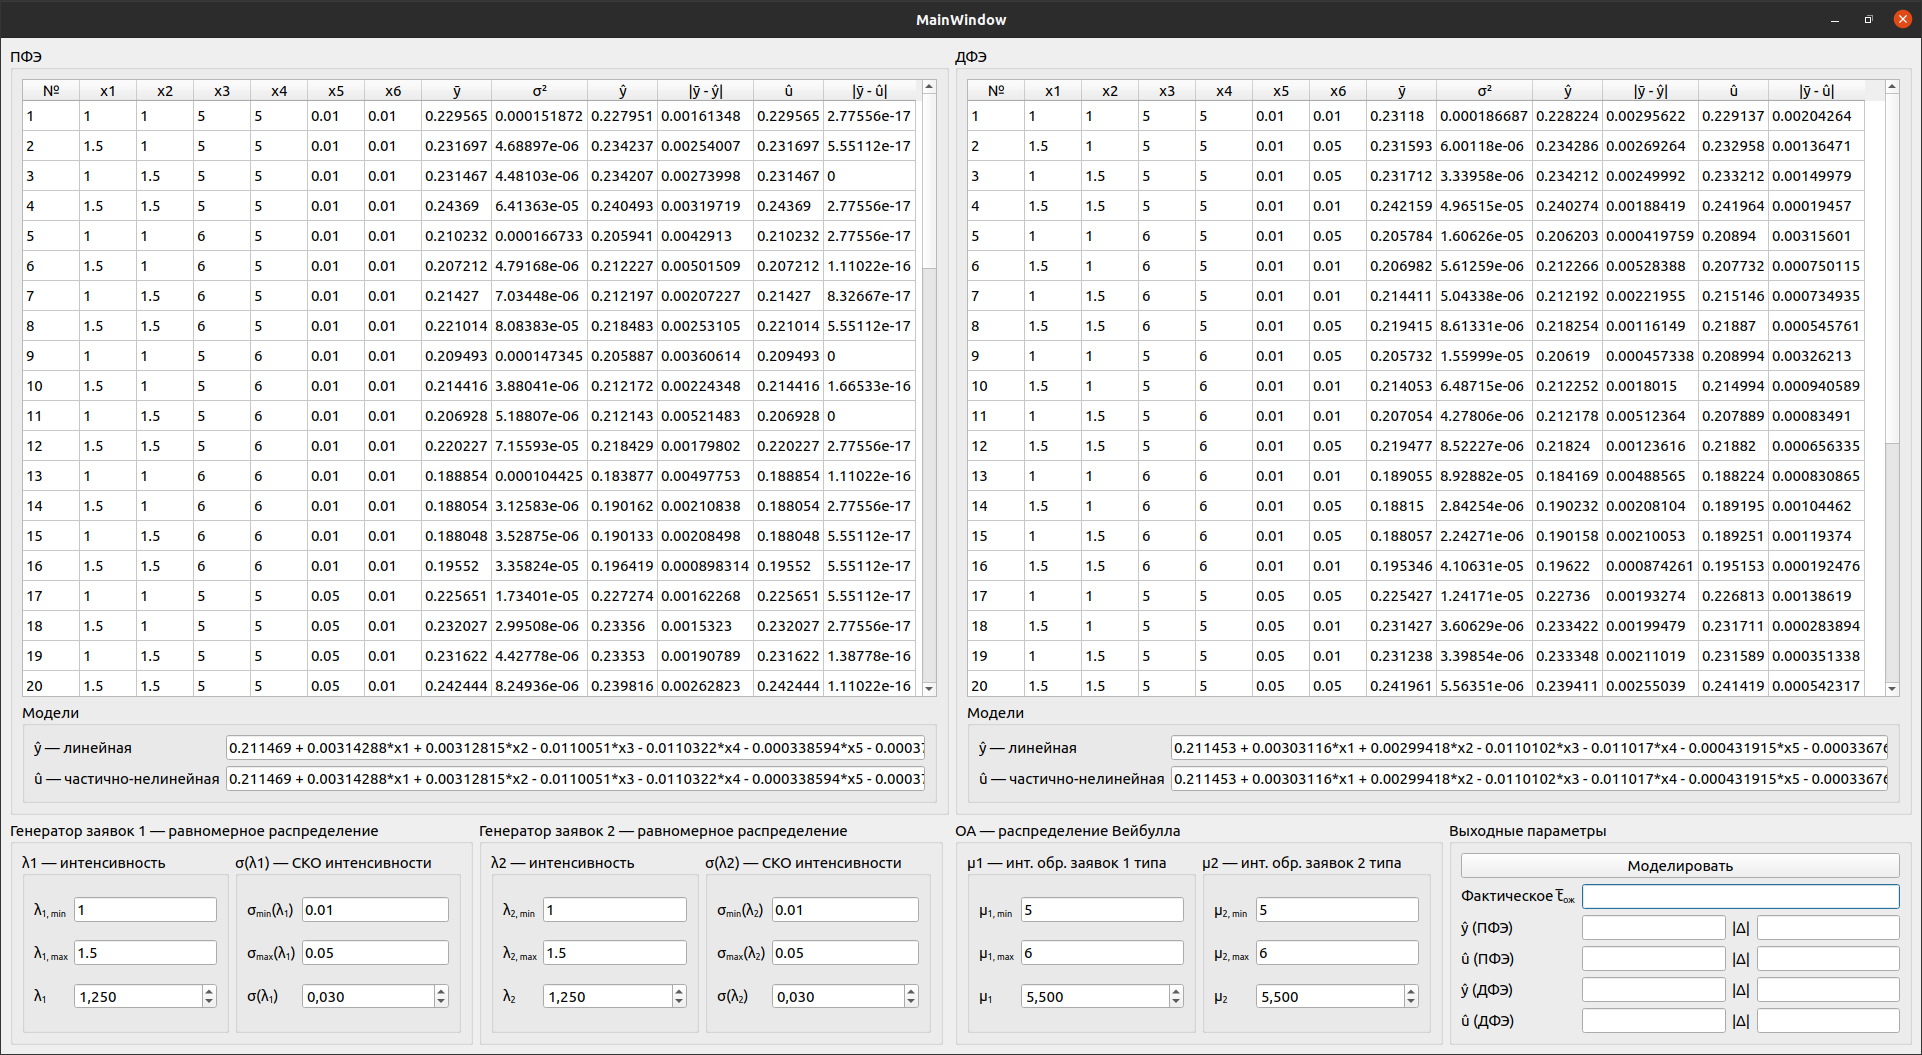 MainWindow
ПФЭ
№ x1 x2 x3 x4 x5 x6 ȳ σ² ŷ |ȳ - ŷ| û |ȳ - û|
1 1 1 5 5 0.01 0.01 0.229565 0.000151872 0.227951 0.00161348 0.229565 2.77556e-17
2 1.5 1 5 5 0.01 0.01 0.231697 4.68897e-06 0.234237 0.00254007 0.231697 5.55112e-17
3 1 1.5 5 5 0.01 0.01 0.231467 4.48103e-06 0.234207 0.00273998 0.231467 0
4 1.5 1.5 5 5 0.01 0.01 0.24369 6.41363e-05 0.240493 0.00319719 0.24369 2.77556e-17
5 1 1 6 5 0.01 0.01 0.210232 0.000166733 0.205941 0.0042913 0.210232 2.77556e-17
6 1.5 1 6 5 0.01 0.01 0.207212 4.79168e-06 0.212227 0.00501509 0.207212 1.11022e-16
7 1 1.5 6 5 0.01 0.01 0.21427 7.03448e-06 0.212197 0.00207227 0.21427 8.32667e-17
8 1.5 1.5 6 5 0.01 0.01 0.221014 8.08383e-05 0.218483 0.00253105 0.221014 5.55112e-17
9 1 1 5 6 0.01 0.01 0.209493 0.000147345 0.205887 0.00360614 0.209493 0
10 1.5 1 5 6 0.01 0.01 0.214416 3.88041e-06 0.212172 0.00224348 0.214416 1.66533e-16
11 1 1.5 5 6 0.01 0.01 0.206928 5.18807e-06 0.212143 0.00521483 0.206928 0
12 1.5 1.5 5 6 0.01 0.01 0.220227 7.15593e-05 0.218429 0.00179802 0.220227 2.77556e-17
13 1 1 6 6 0.01 0.01 0.188854 0.000104425 0.183877 0.00497753 0.188854 1.11022e-16
14 1.5 1 6 6 0.01 0.01 0.188054 3.12583e-06 0.190162 0.00210838 0.188054 2.77556e-17
15 1 1.5 6 6 0.01 0.01 0.188048 3.52875e-06 0.190133 0.00208498 0.188048 5.55112e-17
16 1.5 1.5 6 6 0.01 0.01 0.19552 3.35824e-05 0.196419 0.000898314 0.19552 5.55112e-17
17 1 1 5 5 0.05 0.01 0.225651 1.73401e-05 0.227274 0.00162268 0.225651 5.55112e-17
18 1.5 1 5 5 0.05 0.01 0.232027 2.99508e-06 0.23356 0.0015323 0.232027 2.77556e-17
19 1 1.5 5 5 0.05 0.01 0.231622 4.42778e-06 0.23353 0.00190789 0.231622 1.38778e-16
20 1.5 1.5 5 5 0.05 0.01 0.242444 8.24936e-06 0.239816 0.00262823 0.242444 1.11022e-16
Модели
ŷ — линейная 0.211469 + 0.00314288*x1 + 0.00312815*x2 - 0.0110051*x3 - 0.0110322*x4 - 0.000338594*x5 - 0.0003
û — частично-нелинейная 0.211469 + 0.00314288*x1 + 0.00312815*x2 - 0.0110051*x3 - 0.0110322*x4 - 0.000338594*x5 - 0.0003
ДФЭ
№ x1 x2 x3 x4 x5 x6 ȳ σ² ŷ |ȳ - ŷ| û |ȳ - û|
1 1 1 5 5 0.01 0.01 0.23118 0.000186687 0.228224 0.00295622 0.229137 0.00204264
2 1.5 1 5 5 0.01 0.05 0.231593 6.00118e-06 0.234286 0.00269264 0.232958 0.00136471
3 1 1.5 5 5 0.01 0.05 0.231712 3.33958e-06 0.234212 0.00249992 0.233212 0.00149979
4 1.5 1.5 5 5 0.01 0.01 0.242159 4.96515e-05 0.240274 0.00188419 0.241964 0.00019457
5 1 1 6 5 0.01 0.05 0.205784 1.60626e-05 0.206203 0.000419759 0.20894 0.00315601
6 1.5 1 6 5 0.01 0.01 0.206982 5.61259e-06 0.212266 0.00528388 0.207732 0.000750115
7 1 1.5 6 5 0.01 0.01 0.214411 5.04338e-06 0.212192 0.00221955 0.215146 0.000734935
8 1.5 1.5 6 5 0.01 0.05 0.219415 8.61331e-06 0.218254 0.00116149 0.21887 0.000545761
9 1 1 5 6 0.01 0.05 0.205732 1.55999e-05 0.20619 0.000457338 0.208994 0.00326213
10 1.5 1 5 6 0.01 0.01 0.214053 6.48715e-06 0.212252 0.0018015 0.214994 0.000940589
11 1 1.5 5 6 0.01 0.01 0.207054 4.27806e-06 0.212178 0.00512364 0.207889 0.00083491
12 1.5 1.5 5 6 0.01 0.05 0.219477 8.52227e-06 0.21824 0.00123616 0.21882 0.000656335
13 1 1 6 6 0.01 0.01 0.189055 8.92882e-05 0.184169 0.00488565 0.188224 0.000830865
14 1.5 1 6 6 0.01 0.05 0.18815 2.84254e-06 0.190232 0.00208104 0.189195 0.00104462
15 1 1.5 6 6 0.01 0.05 0.188057 2.24271e-06 0.190158 0.00210053 0.189251 0.00119374
16 1.5 1.5 6 6 0.01 0.01 0.195346 4.10631e-05 0.19622 0.000874261 0.195153 0.000192476
17 1 1 5 5 0.05 0.05 0.225427 1.24171e-05 0.22736 0.00193274 0.226813 0.00138619
18 1.5 1 5 5 0.05 0.01 0.231427 3.60629e-06 0.233422 0.00199479 0.231711 0.000283894
19 1 1.5 5 5 0.05 0.01 0.231238 3.39854e-06 0.233348 0.00211019 0.231589 0.000351338
20 1.5 1.5 5 5 0.05 0.05 0.241961 5.56351e-06 0.239411 0.00255039 0.241419 0.000542317
Модели
ŷ — линейная 0.211453 + 0.00303116*x1 + 0.00299418*x2 - 0.0110102*x3 - 0.011017*x4 - 0.000431915*x5 - 0.00033676
û — частично-нелинейная 0.211453 + 0.00303116*x1 + 0.00299418*x2 - 0.0110102*x3 - 0.011017*x4 - 0.000431915*x5 - 0.00033676
Генератор заявок 1 — равномерное распределение
λ1 — интенсивность
λ1, min 1
λ1, max 1.5
λ1 1,250
σ(λ1) — СКО интенсивности
σmin(λ1) 0.01
σmax(λ1) 0.05
σ(λ1) 0,030
Генератор заявок 2 — равномерное распределение
λ2 — интенсивность
λ2, min 1
λ2, max 1.5
λ2 1,250
σ(λ2) — СКО интенсивности
σmin(λ2) 0.01
σmax(λ2) 0.05
σ(λ2) 0,030
ОА — распределение Вейбулла
μ1 — инт. обр. заявок 1 типа
μ1, min 5
μ1, max 6
μ1 5,500
μ2 — инт. обр. заявок 2 типа
μ2, min 5
μ2, max 6
μ2 5,500
Выходные параметры
Моделировать
Фактическое τ̅ож
ŷ (ПФЭ) |Δ|
û (ПФЭ) |Δ|
ŷ (ДФЭ) |Δ|
û (ДФЭ) |Δ|